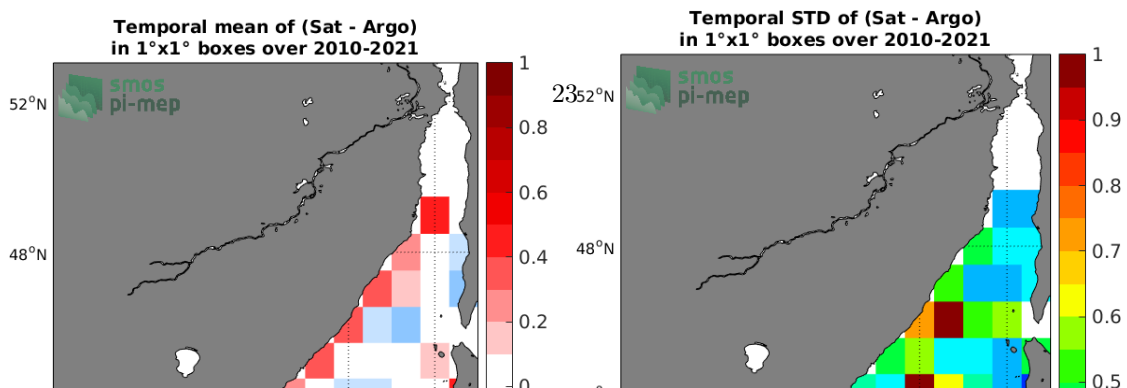 Temporal mean of (Sat - Argo)
in 1°x1° boxes over 2010-2021
smos
pi-mep
52°N
48°N
1
0.8
0.6
0.4
0.2
0
23
Temporal STD of (Sat - Argo)
in 1°x1° boxes over 2010-2021
smos
pi-mep
52°N
48°N
1
0.9
0.8
0.7
0.6
0.5